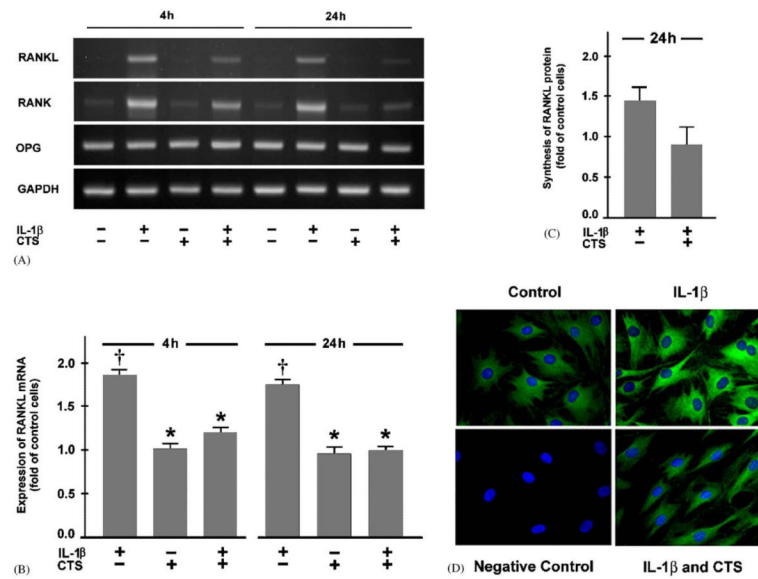 4h 24h
RANKL
RANK
OPG
GAPDH
IL-1β − + − + − + − +
CTS − − + + − − + +
(A)
24h
Synthesis of RANKL protein
(fold of control cells)
2.0
1.5
1.0
0.5
0.0
IL-1β + +
CTS − +
(C)
4h 24h
Expression of RANKL mRNA
(fold of control cells)
2.0
1.5
1.0
0.5
0.0
† * * † * *
IL-1β + − + + − +
CTS − + + − + +
(B)
Control IL-1β
Negative Control IL-1β and CTS
(D)